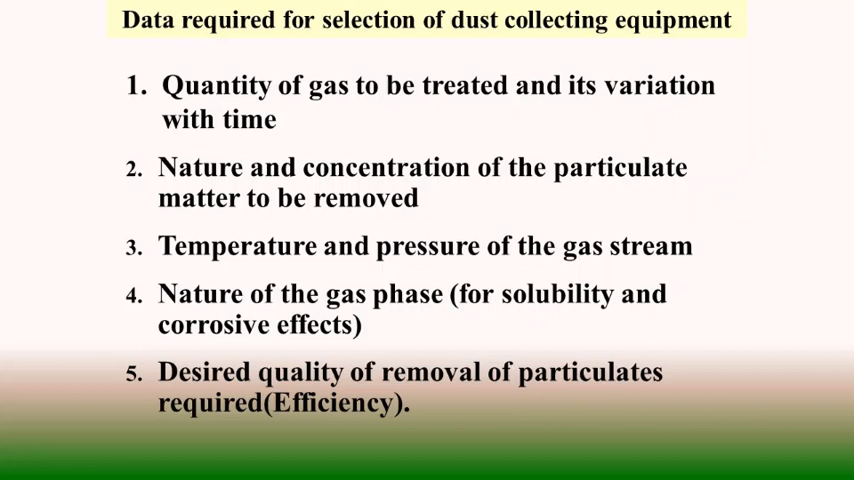 Data required for selection of dust collecting equipment
1. Quantity of gas to be treated and its variation
with time
2. Nature and concentration of the particulate
matter to be removed
3. Temperature and pressure of the gas stream
4. Nature of the gas phase (for solubility and
corrosive effects)
5. Desired quality of removal of particulates
required(Efficiency).